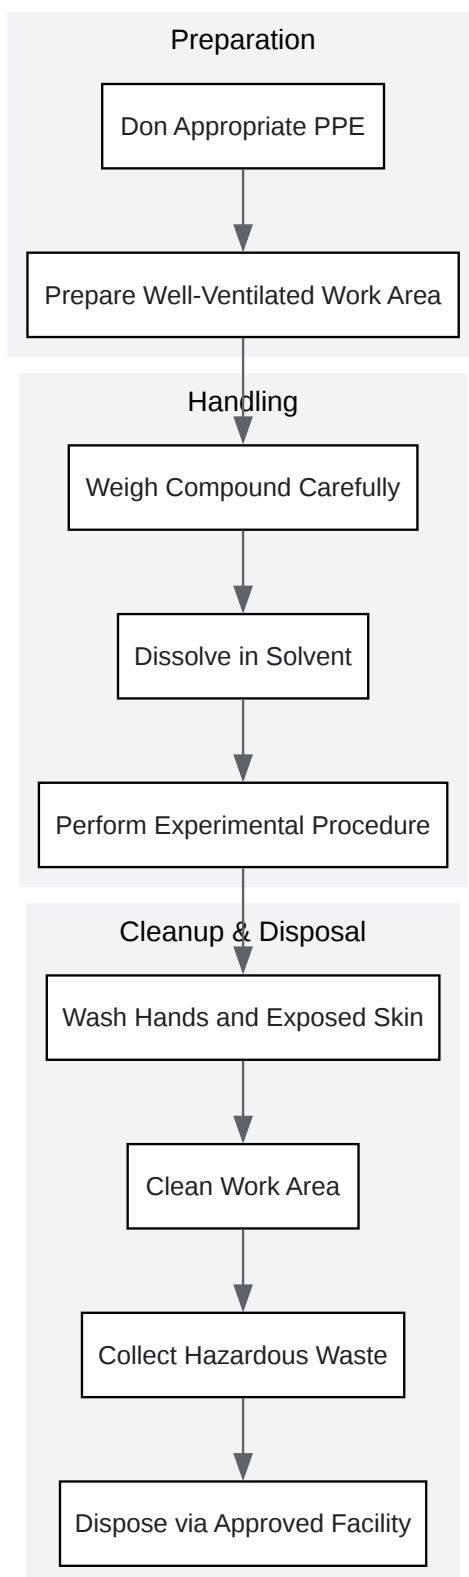 Preparation
Don Appropriate PPE
Prepare Well-Ventilated Work Area
Handling
Weigh Compound Carefully
Dissolve in Solvent
Perform Experimental Procedure
Cleanup & Disposal
Wash Hands and Exposed Skin
Clean Work Area
Collect Hazardous Waste
Dispose via Approved Facility